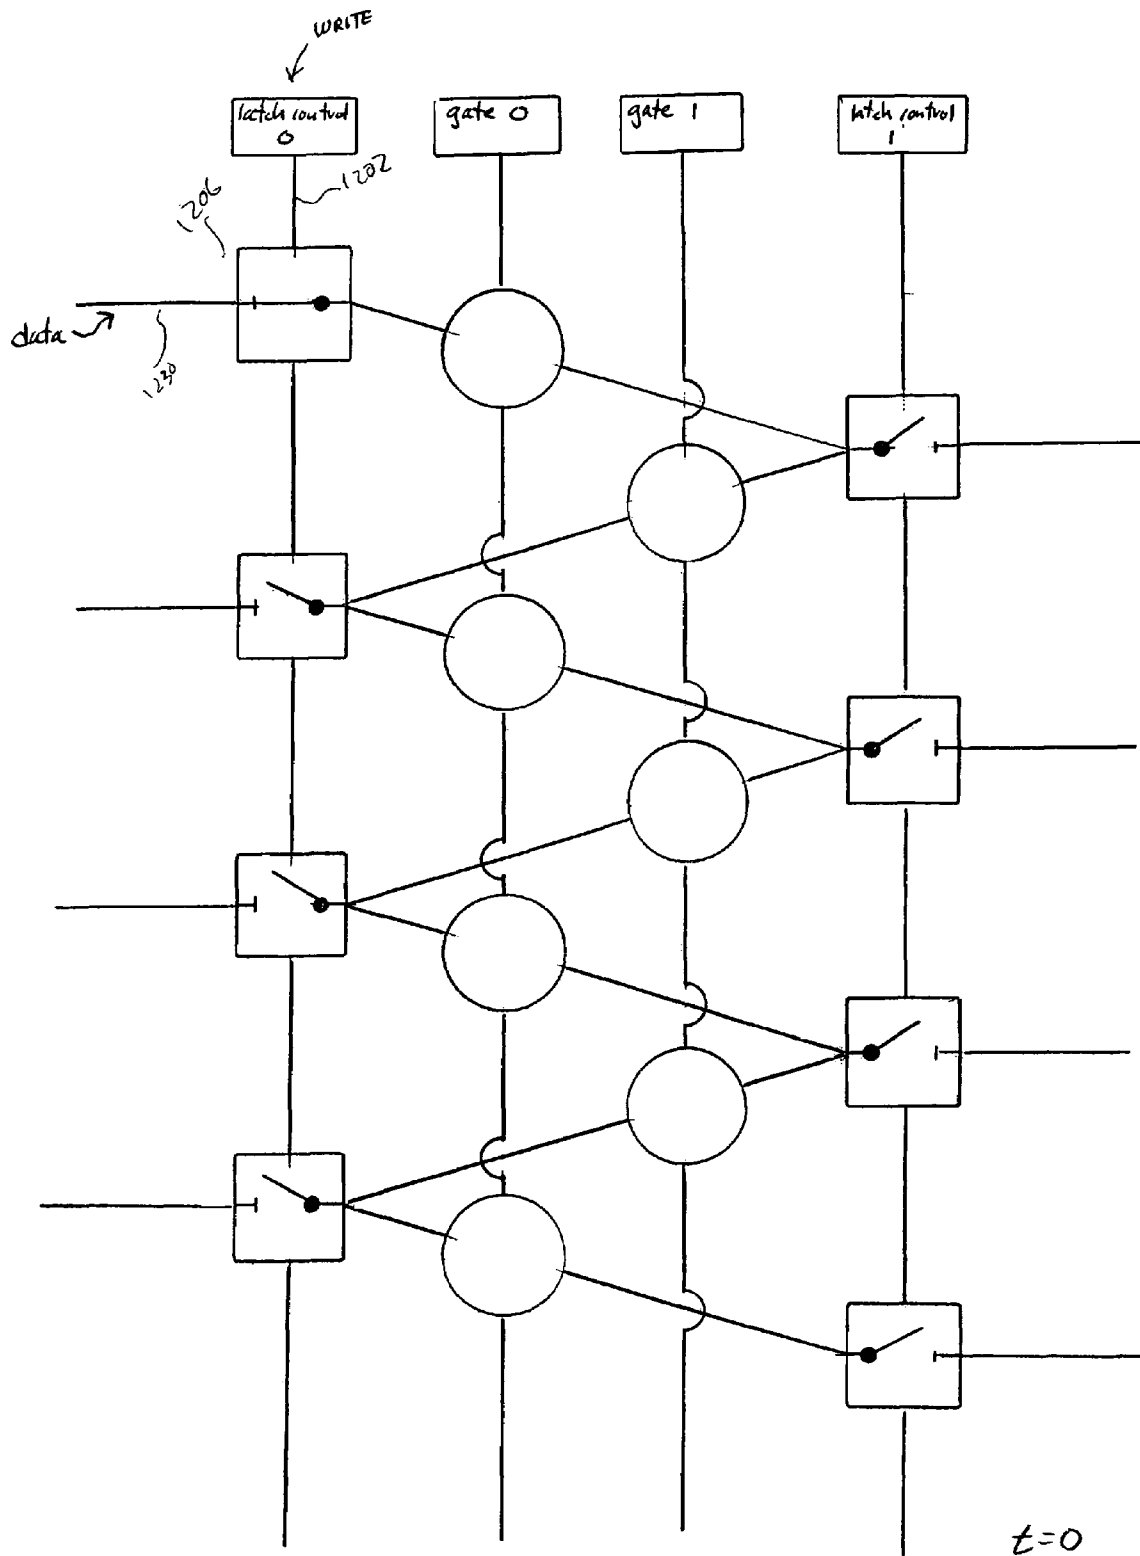 WRITE
latch control
0
gate 0
gate 1
latch control
1
1202
1206
data
1230
t=0